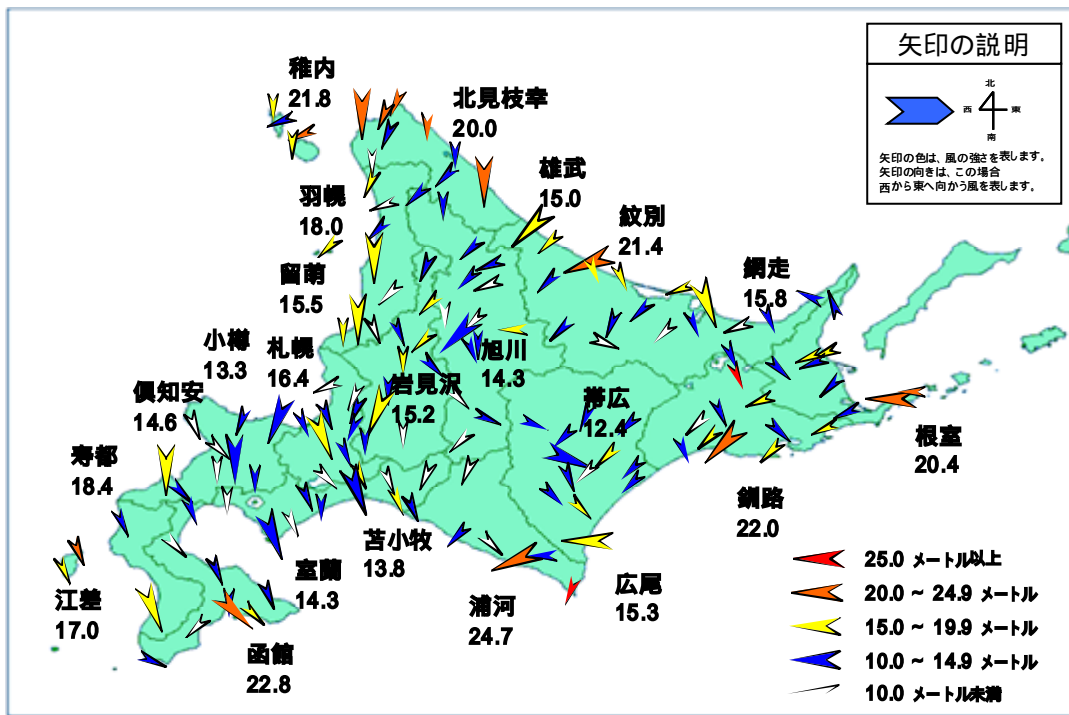 矢印の説明
北
西
東
南
矢印の色は、風の強さを表します。
矢印の向きは、この場合
西から東へ向かう風を表します。
稚内
21.8
北見枝幸
20.0
雄武
15.0
羽幌
18.0
紋別
21.4
留萌
15.5
網走
15.8
小樽
13.3
札幌
16.4
旭川
14.3
倶知安
14.6
岩見沢
15.2
帯広
12.4
寿都
18.4
根室
20.4
釧路
22.0
苫小牧
13.8
室蘭
14.3
広尾
15.3
江差
17.0
浦河
24.7
函館
22.8
25.0 メートル以上
20.0 ~ 24.9 メートル
15.0 ~ 19.9 メートル
10.0 ~ 14.9 メートル
10.0 メートル未満